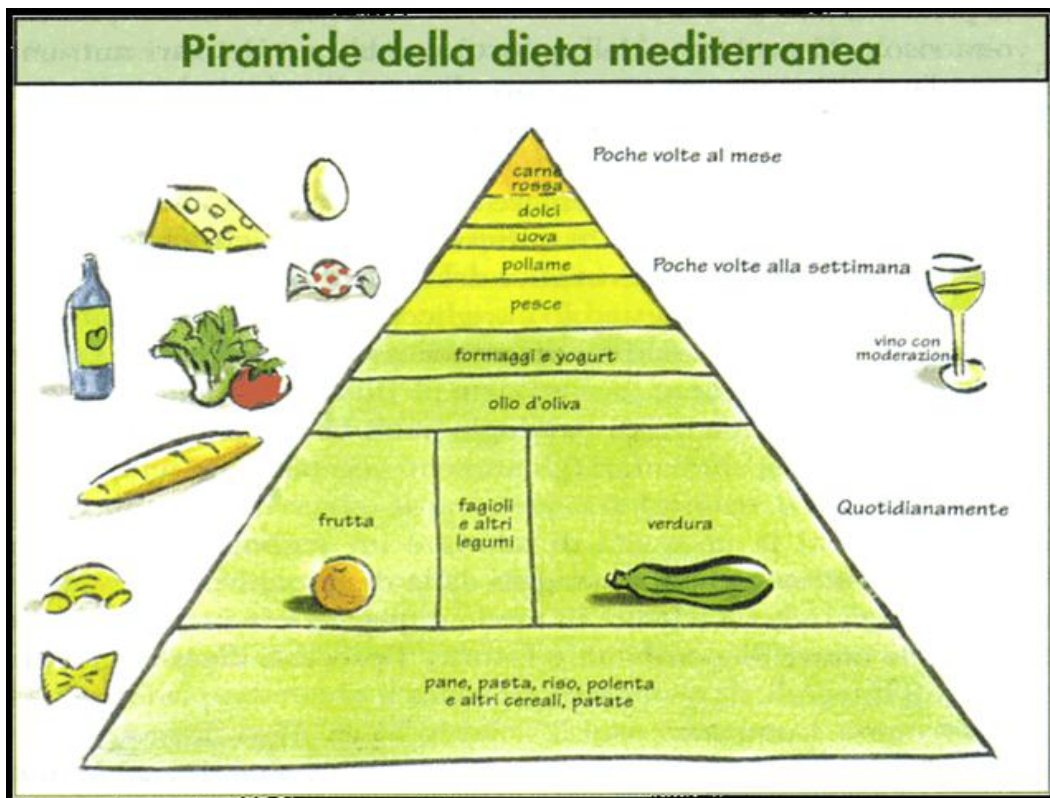 Piramide della dieta mediterranea
Poche volte al mese
carne
rossa
dolci
uova
pollame
Poche volte alla settimana
pesce
vino con
moderazione
formaggi e yogurt
olio d'oliva
frutta
fagioli
e altri
legumi
verdura
Quotidianamente
pane, pasta, riso, polenta
e altri cereali, patate